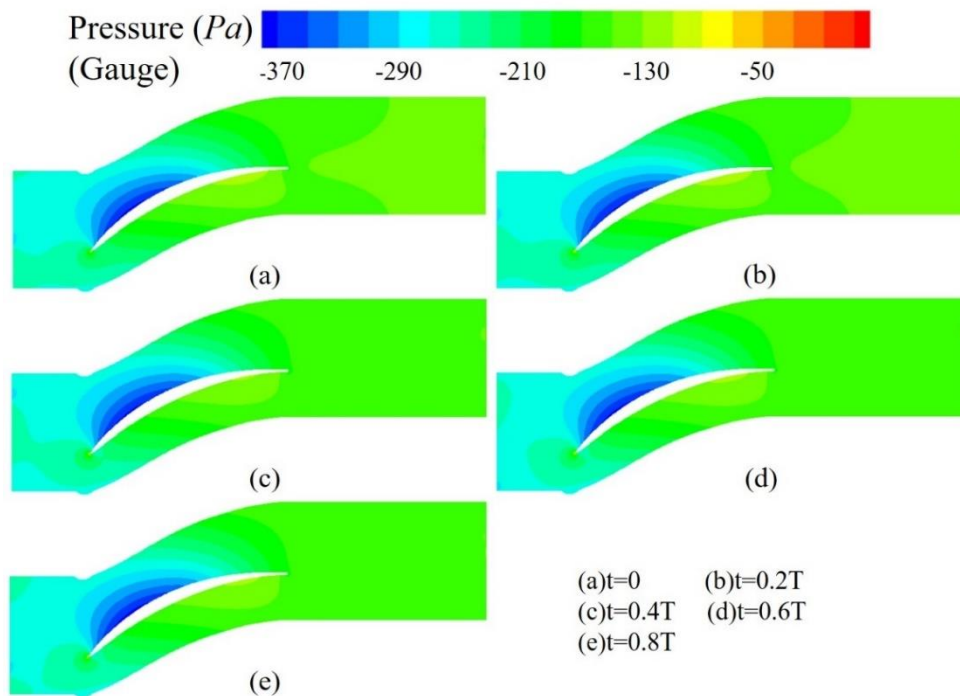 Pressure (Pa)
(Gauge)
-370 -290 -210 -130 -50
(a) (b)
(c) (d)
(e)
(a)t=0 (b)t=0.2T
(c)t=0.4T (d)t=0.6T
(e)t=0.8T